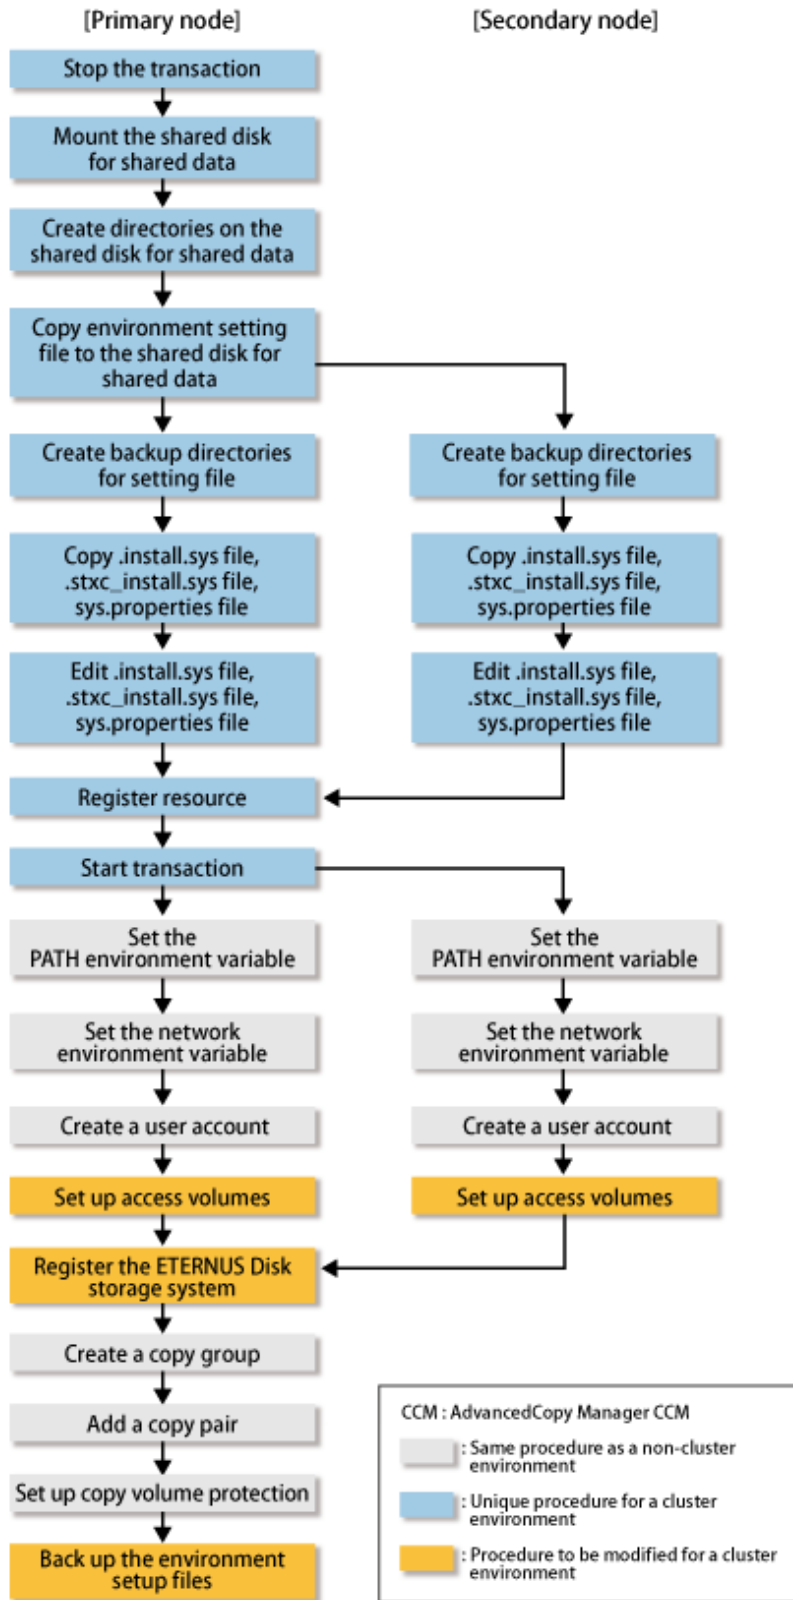 [Primary node]
[Secondary node]
Stop the transaction
Mount the shared disk
for shared data
Create directories on the
shared disk for shared data
Copy environment setting
file to the shared disk for
shared data
Create backup directories
for setting file
Create backup directories
for setting file
Copy .install.sys file,
.stxc_install.sys file,
sys.properties file
Copy .install.sys file,
.stxc_install.sys file,
sys.properties file
Edit .install.sys file,
.stxc_install.sys file,
sys.properties file
Edit .install.sys file,
.stxc_install.sys file,
sys.properties file
Register resource
Start transaction
Set the
PATH environment variable
Set the
PATH environment variable
Set the network
environment variable
Set the network
environment variable
Create a user account
Create a user account
Set up access volumes
Set up access volumes
Register the ETERNUS Disk
storage system
Create a copy group
Add a copy pair
Set up copy volume protection
Back up the environment
setup files
CCM : AdvancedCopy Manager CCM
: Same procedure as a non-cluster
environment
: Unique procedure for a cluster
environment
: Procedure to be modified for a cluster
environment